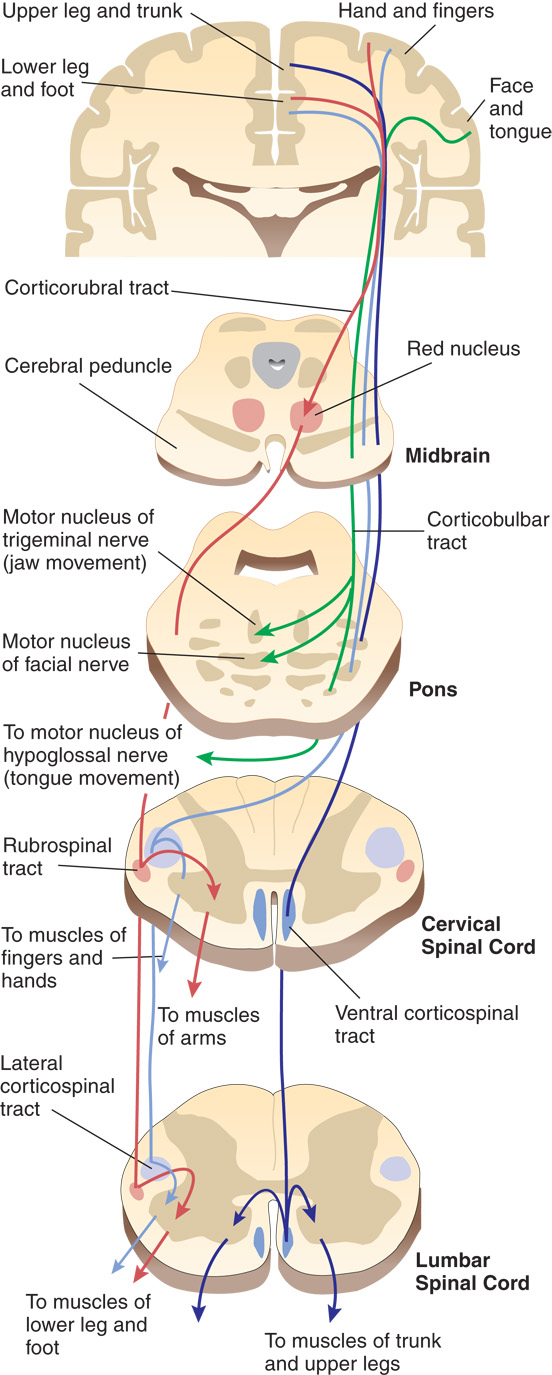 Upper leg and trunk
Hand and fingers
Lower leg
and foot
Face
and
tongue
Corticorubral tract
Red nucleus
Cerebral peduncle
Midbrain
Motor nucleus of
trigeminal nerve
(jaw movement)
Corticobulbar
tract
Motor nucleus
of facial nerve
Pons
To motor nucleus of
hypoglossal nerve
(tongue movement)
Rubrospinal
tract
Cervical
Spinal Cord
To muscles of
fingers and
hands
To muscles
of arms
Ventral corticospinal
tract
Lateral
corticospinal
tract
Lumbar
Spinal Cord
To muscles of
lower leg and
foot
To muscles of trunk
and upper legs